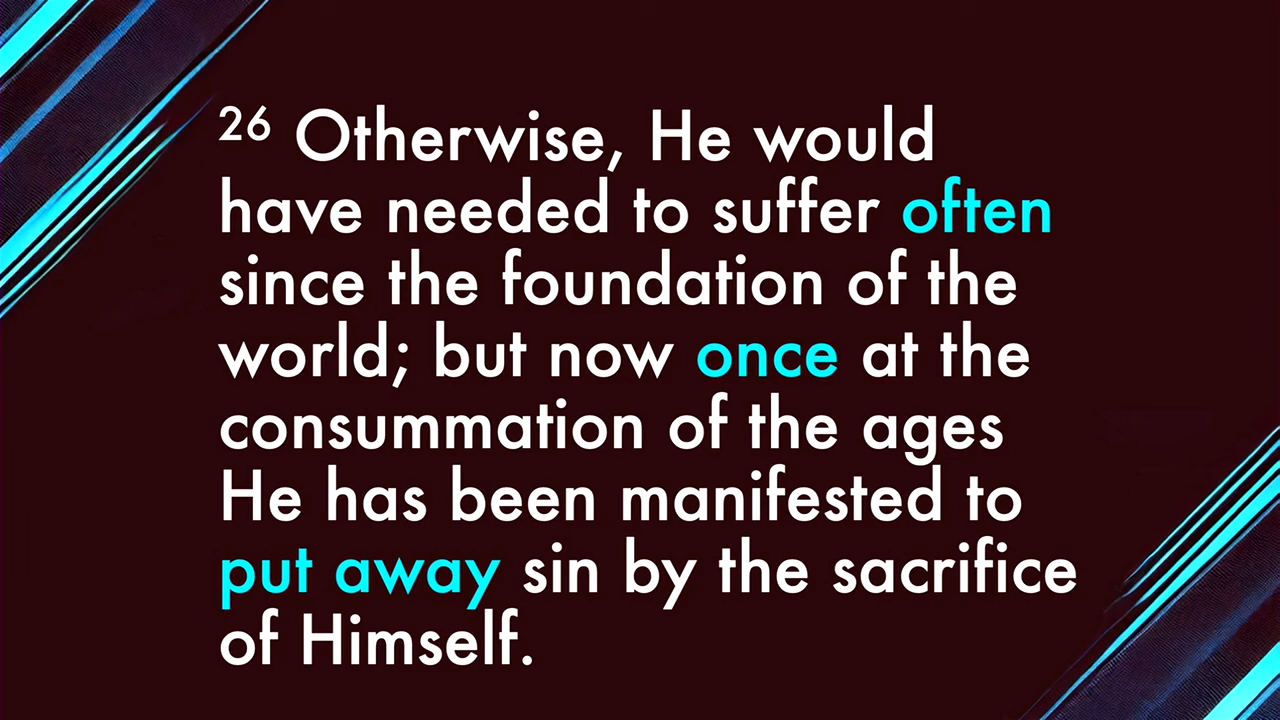 26 Otherwise, He would
have needed to suffer often
since the foundation of the
world; but now once at the
consummation of the ages
He has been manifested to
put away sin by the sacrifice
of Himself.